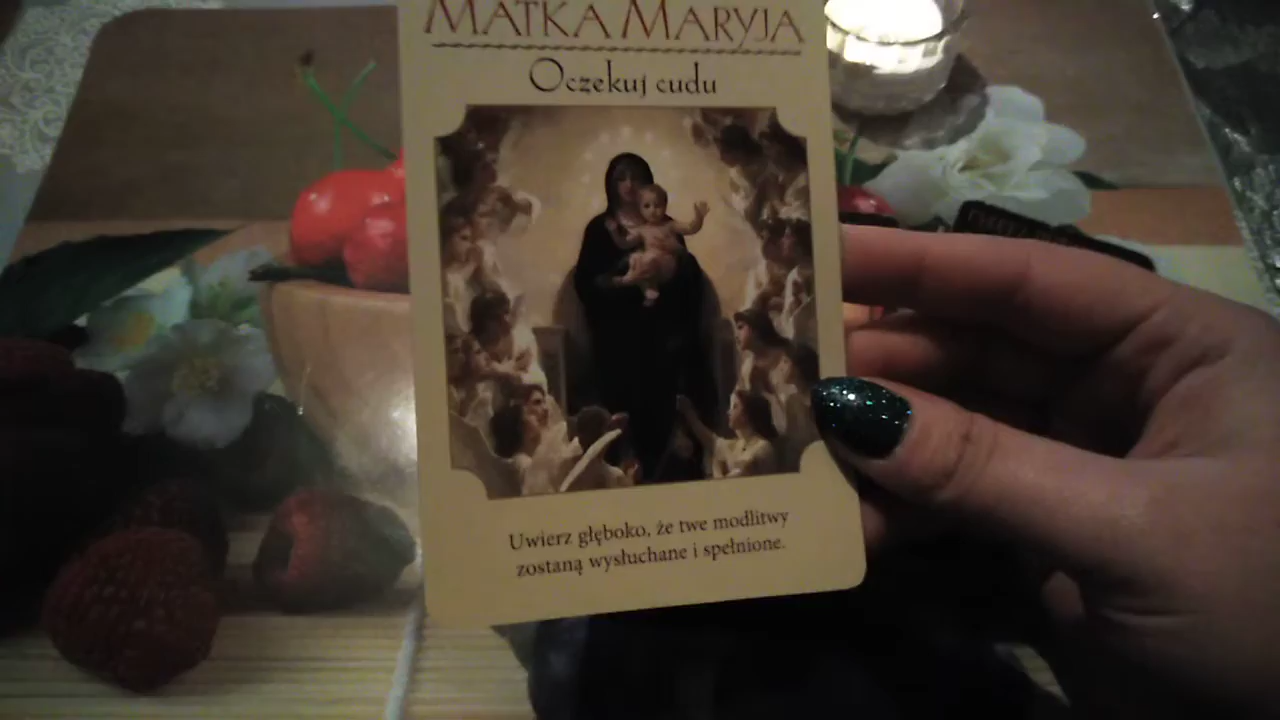 MATKA MARYJA
Oczekuj cudu
Uwierz głęboko, że twe modlitwy
zostaną wysłuchane i spełnione.